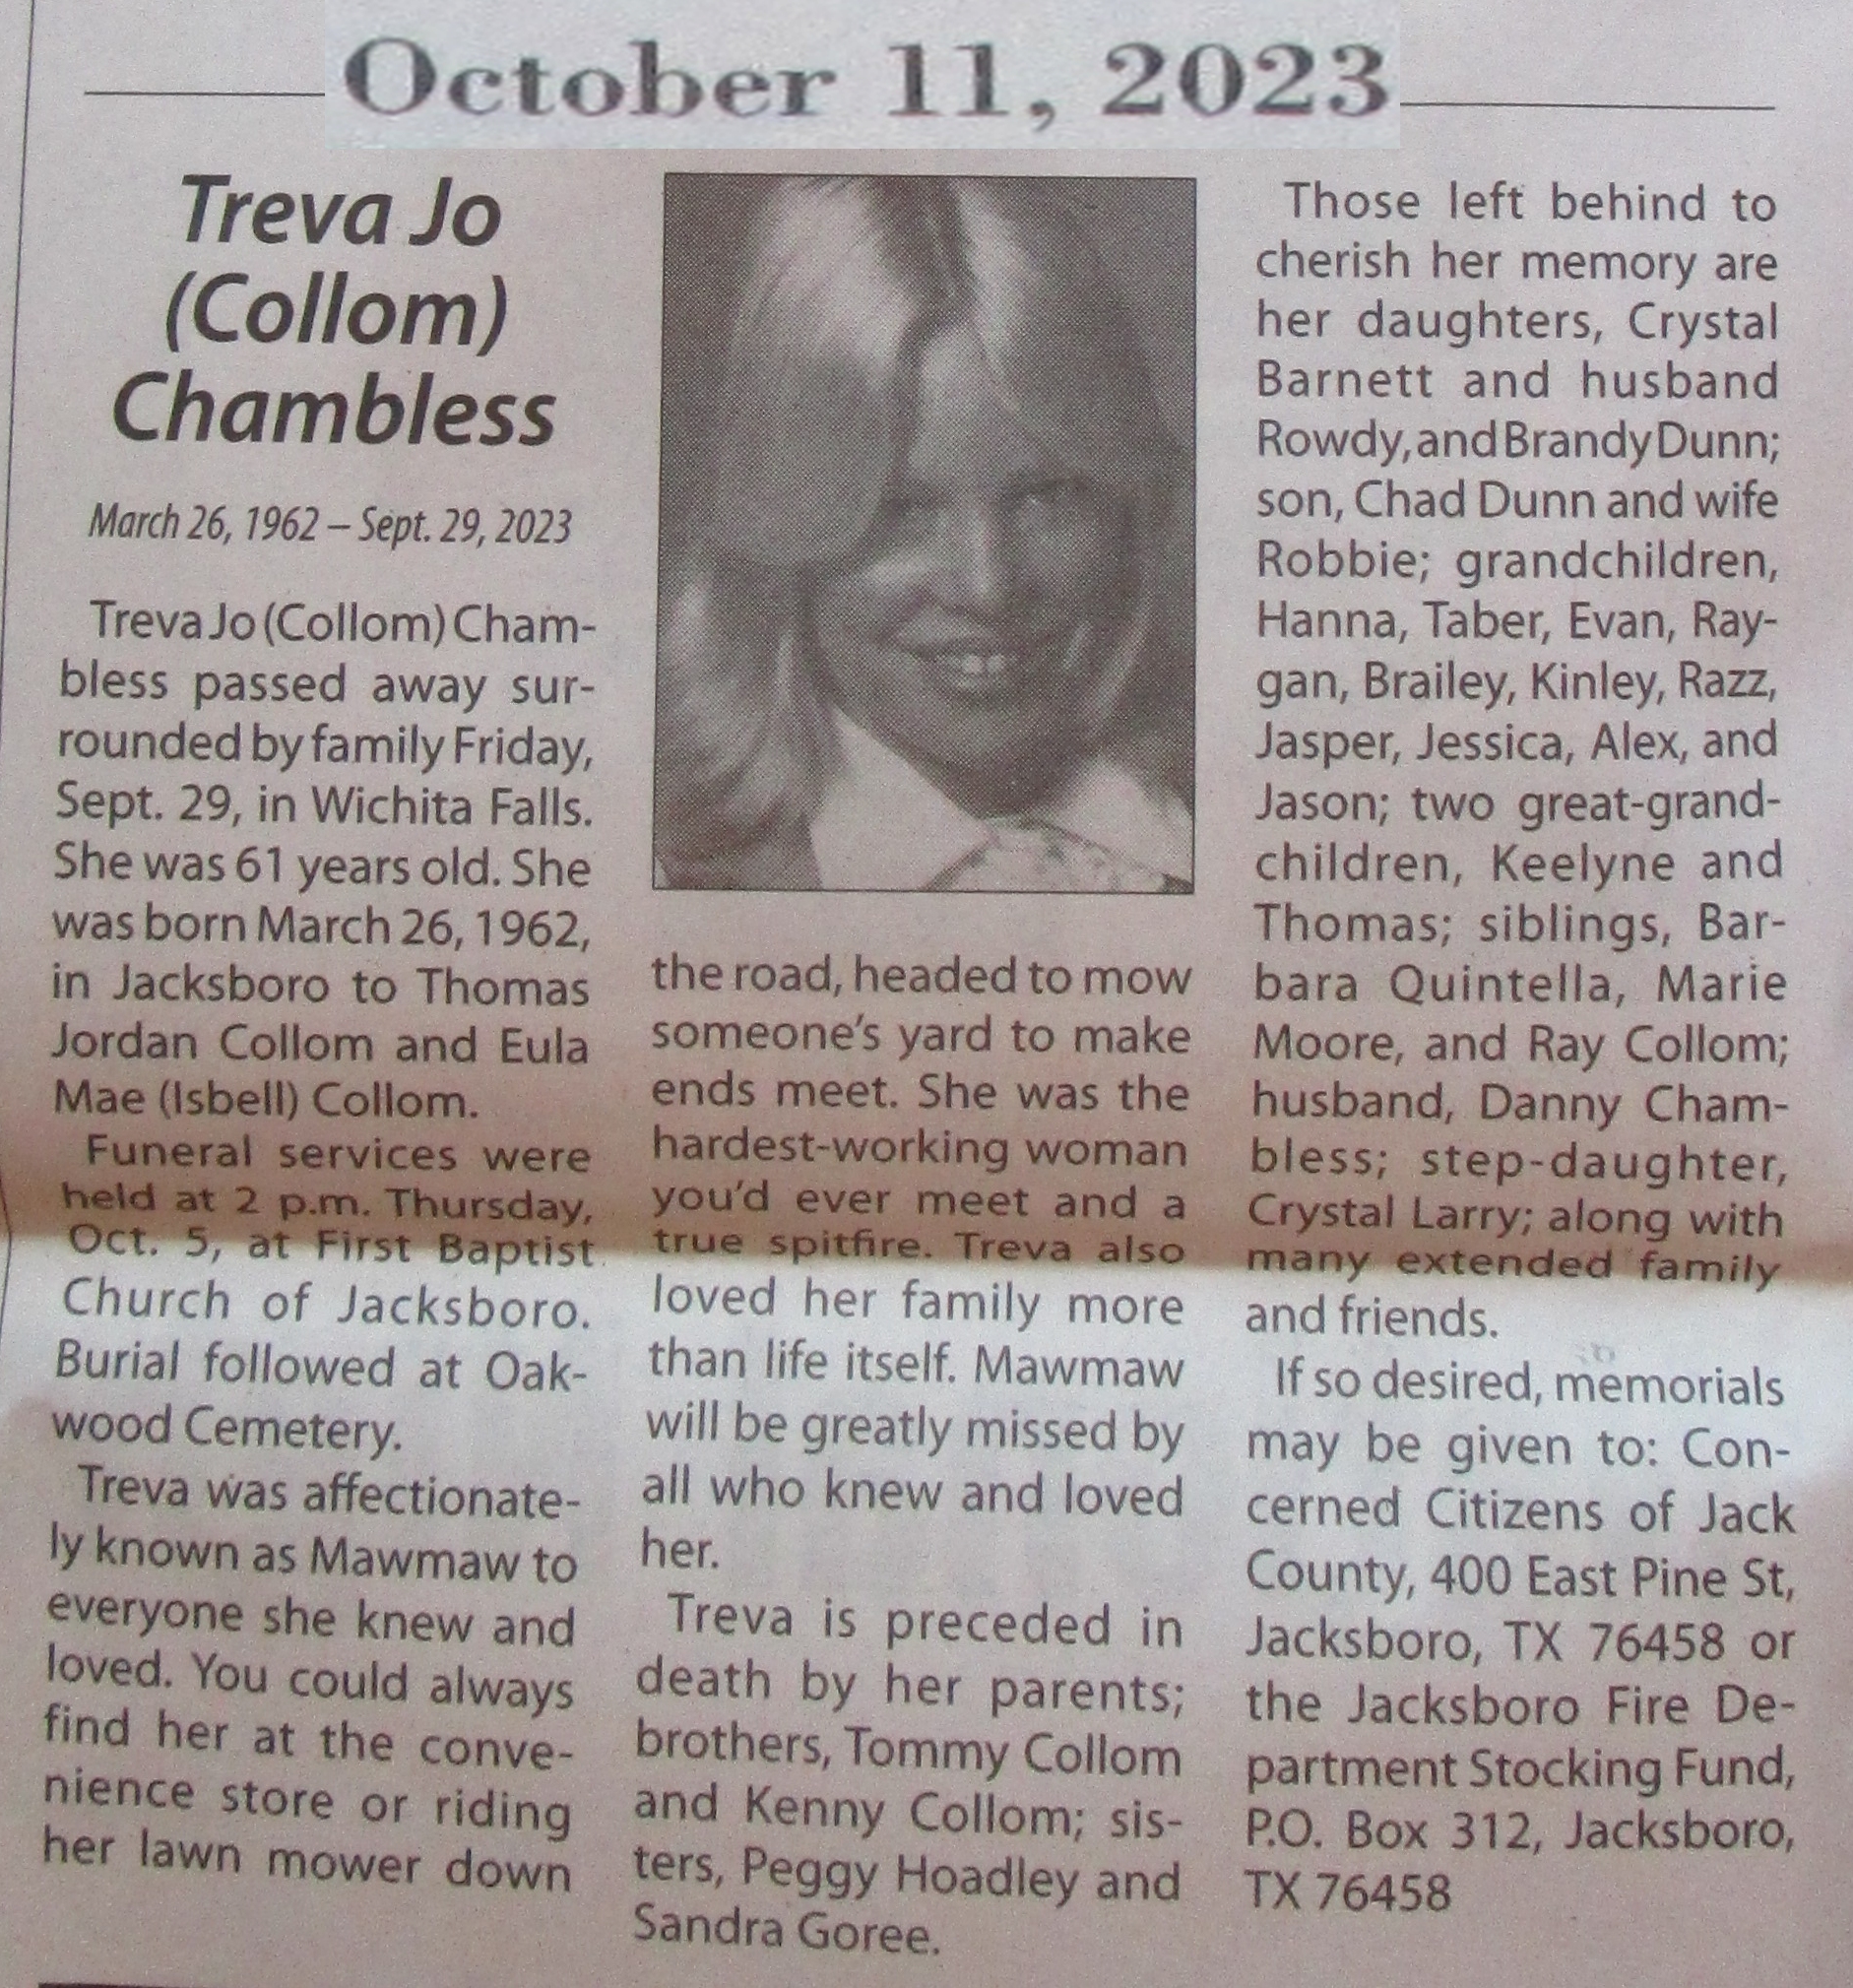 October 11, 2023
Treva Jo
(Collom)
Chambless
March 26, 1962 – Sept. 29, 2023
Treva Jo (Collom) Cham-
bless passed away sur-
rounded by family Friday,
Sept. 29, in Wichita Falls.
She was 61 years old. She
was born March 26, 1962,
in Jacksboro to Thomas
Jordan Collom and Eula
Mae (Isbell) Collom.
Funeral services were
held at 2 p.m. Thursday,
Oct. 5, at First Baptist
Church of Jacksboro.
Burial followed at Oak-
wood Cemetery.
Treva was affectionate-
ly known as Mawmaw to
everyone she knew and
loved. You could always
find her at the conve-
nience store or riding
her lawn mower down
the road, headed to mow
someone's yard to make
ends meet. She was the
hardest-working woman
you'd ever meet and a
true spitfire. Treva also
loved her family more
than life itself. Mawmaw
will be greatly missed by
all who knew and loved
her.
Treva is preceded in
death by her parents;
brothers, Tommy Collom
and Kenny Collom; sis-
ters, Peggy Hoadley and
Sandra Goree.
Those left behind to
cherish her memory are
her daughters, Crystal
Barnett and husband
Rowdy, and Brandy Dunn;
son, Chad Dunn and wife
Robbie; grandchildren,
Hanna, Taber, Evan, Ray-
gan, Brailey, Kinley, Razz,
Jasper, Jessica, Alex, and
Jason; two great-grand-
children, Keelyne and
Thomas; siblings, Bar-
bara Quintella, Marie
Moore, and Ray Collom;
husband, Danny Cham-
bless; step-daughter,
Crystal Larry; along with
many extended family
and friends.
If so desired, memorials
may be given to: Con-
cerned Citizens of Jack
County, 400 East Pine St,
Jacksboro, TX 76458 or
the Jacksboro Fire De-
partment Stocking Fund,
P.O. Box 312, Jacksboro,
TX 76458